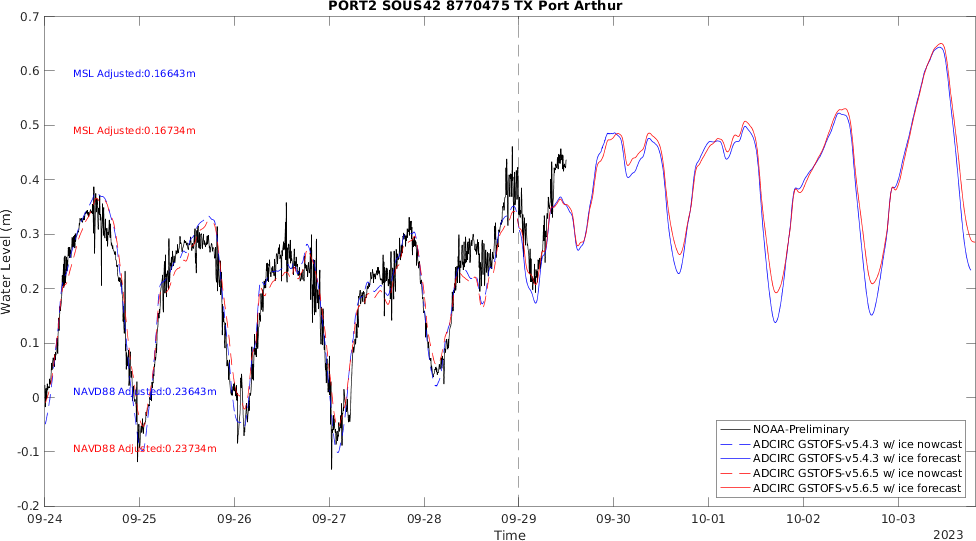 PORT2 SOUS42 8770475 TX Port Arthur
0.7
0.6
0.5
0.4
0.3
0.2
0.1
0
-0.1
-0.2
Water Level (m)
MSL Adjusted:0.16643m
MSL Adjusted:0.16734m
NAVD88 Adjusted:0.23643m
NAVD88 Adjusted:0.23734m
NOAA-Preliminary
ADCIRC GSTOFS-v5.4.3 w/ ice nowcast
ADCIRC GSTOFS-v5.4.3 w/ ice forecast
ADCIRC GSTOFS-v5.6.5 w/ ice nowcast
ADCIRC GSTOFS-v5.6.5 w/ ice forecast
09-24 09-25 09-26 09-27 09-28 09-29 09-30 10-01 10-02 10-03
Time
2023